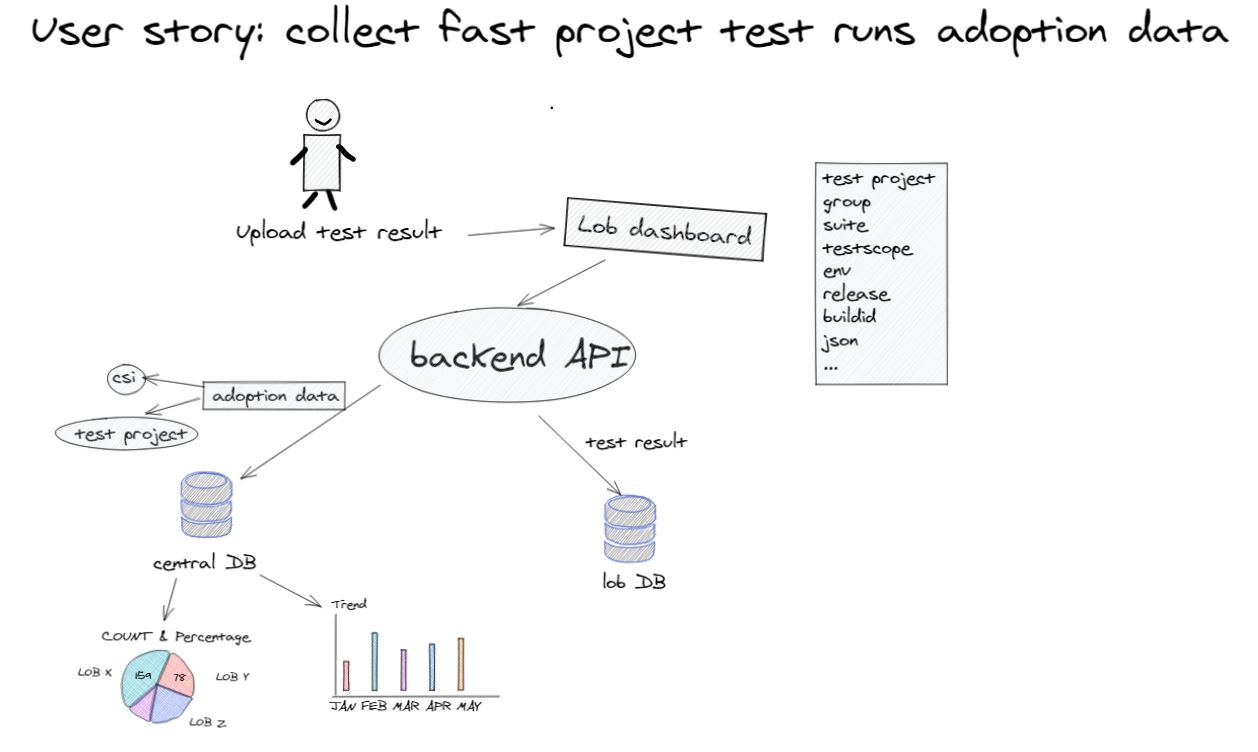 User story: collect fast project test runs adoption data
Upload test result
Lob dashboard
test project
group
suite
testscope
env
release
buildid
json
...
backend API
csi
adoption data
test project
test result
central DB
lob DB
COUNT & Percentage
LOB X
159
78
LOB Y
LOB Z
Trend
JAN FEB MAR APR MAY